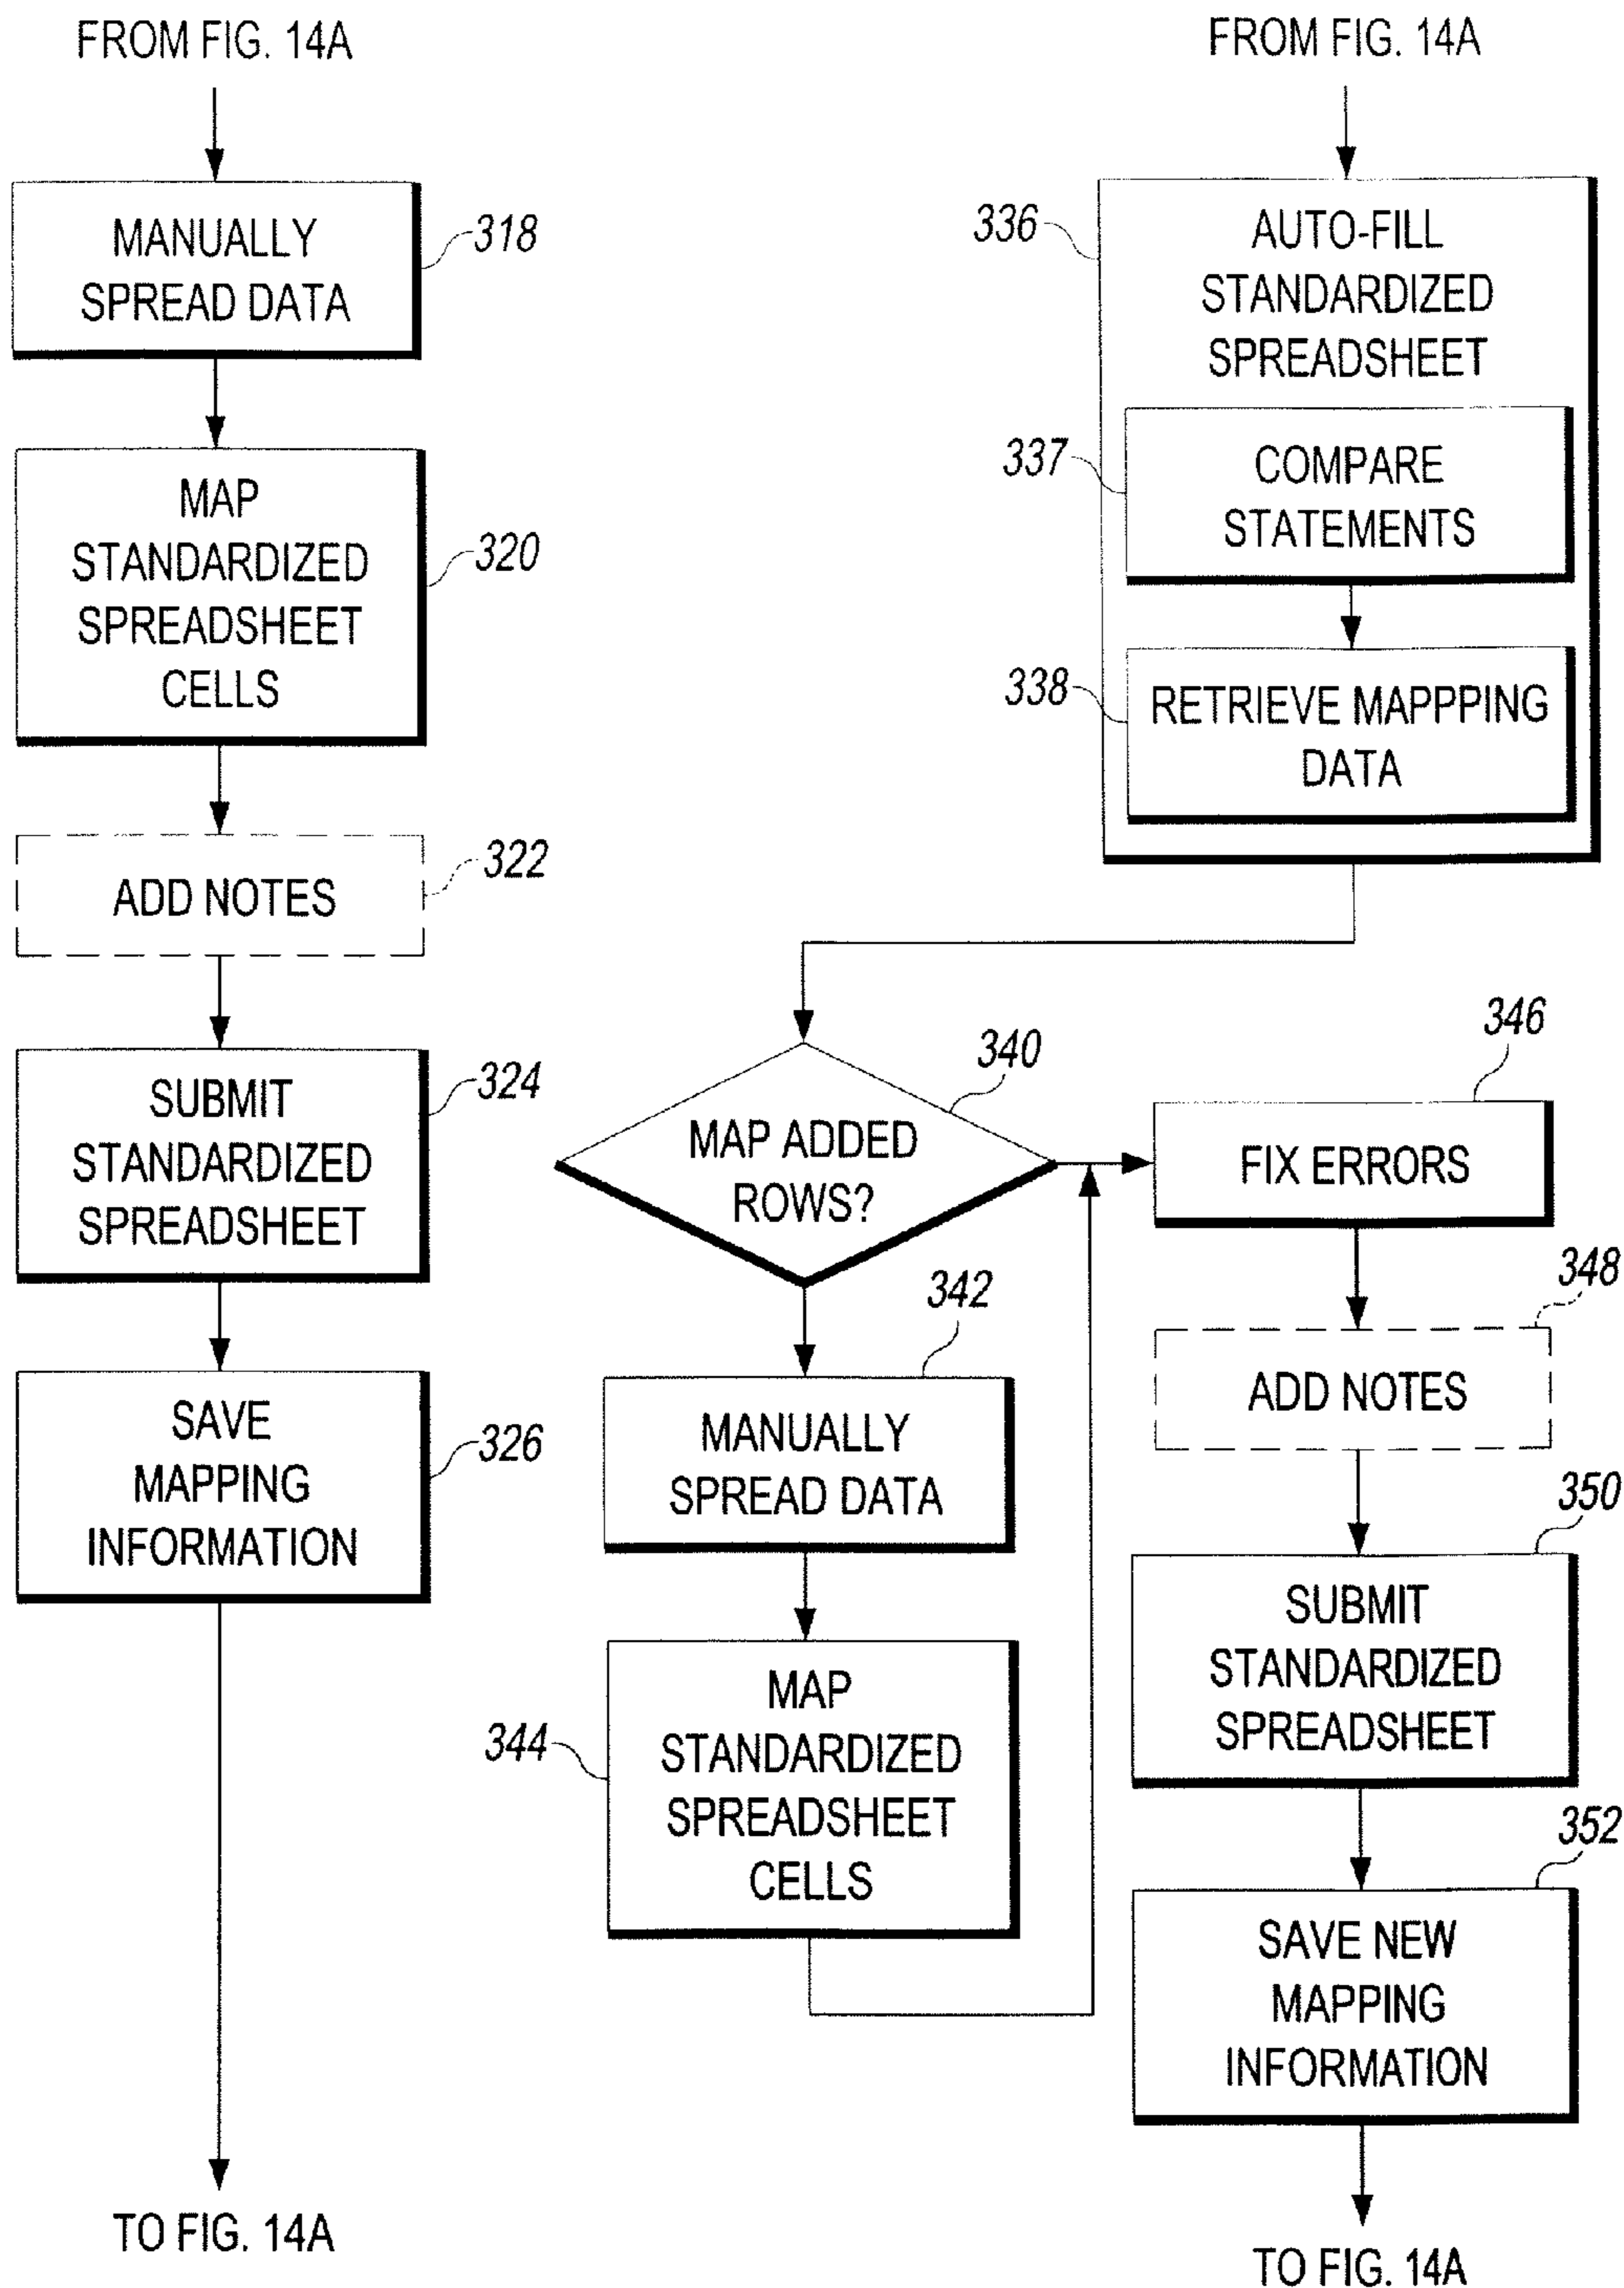 FROM FIG. 14A
MANUALLY
SPREAD DATA
318
MAP
STANDARDIZED
SPREADSHEET
CELLS
320
ADD NOTES
322
SUBMIT
STANDARDIZED
SPREADSHEET
324
SAVE
MAPPING
INFORMATION
326
TO FIG. 14A
FROM FIG. 14A
336
AUTO-FILL
STANDARDIZED
SPREADSHEET
337
COMPARE
STATEMENTS
338
RETRIEVE MAPPPING
DATA
340
MAP ADDED
ROWS?
342
MANUALLY
SPREAD DATA
344
MAP
STANDARDIZED
SPREADSHEET
CELLS
346
FIX ERRORS
348
ADD NOTES
350
SUBMIT
STANDARDIZED
SPREADSHEET
352
SAVE NEW
MAPPING
INFORMATION
TO FIG. 14A